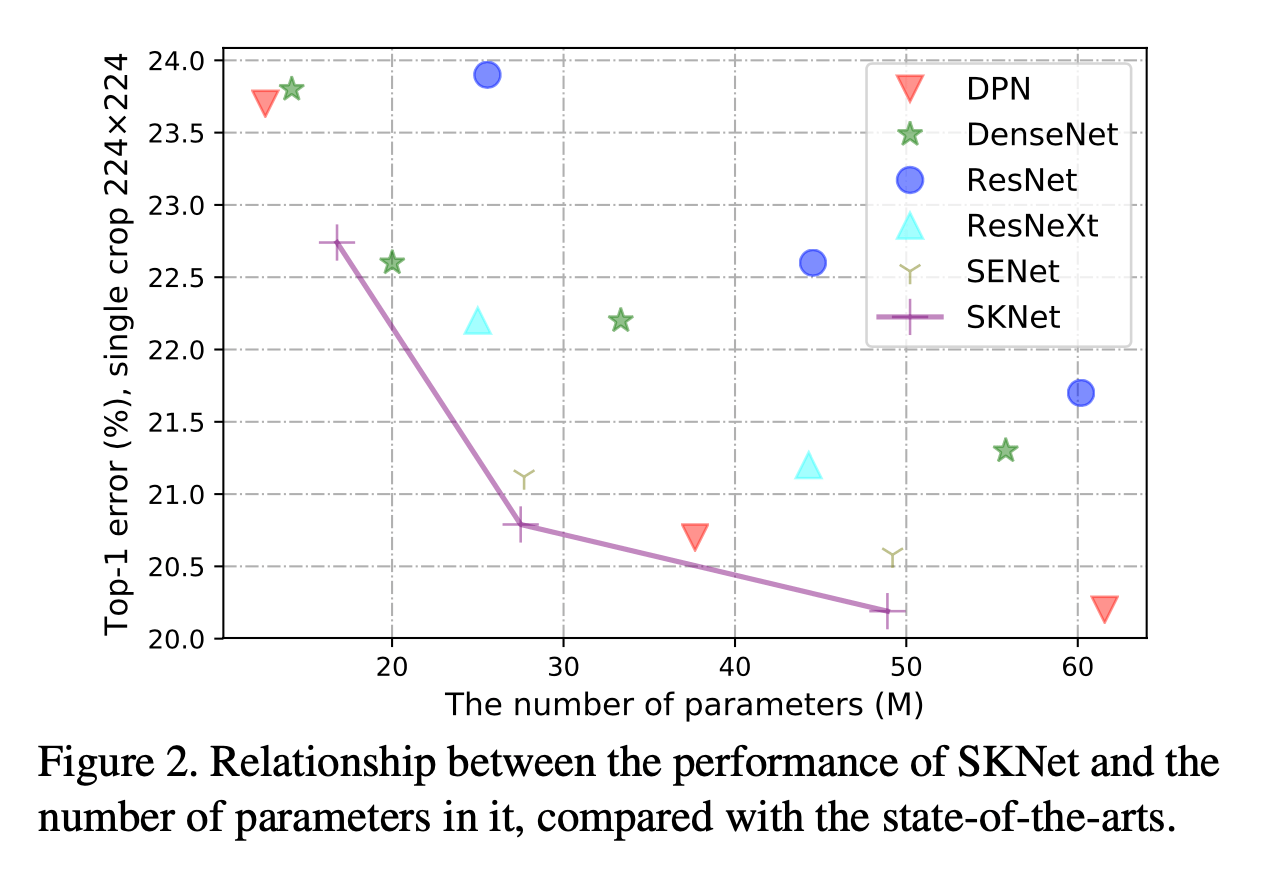 Top-1 error (%), single crop 224×224
24.0
23.5
23.0
22.5
22.0
21.5
21.0
20.5
20.0
DPN
DenseNet
ResNet
ResNeXt
SENet
SKNet
20 30 40 50 60
The number of parameters (M)
Figure 2. Relationship between the performance of SKNet and the
number of parameters in it, compared with the state-of-the-arts.